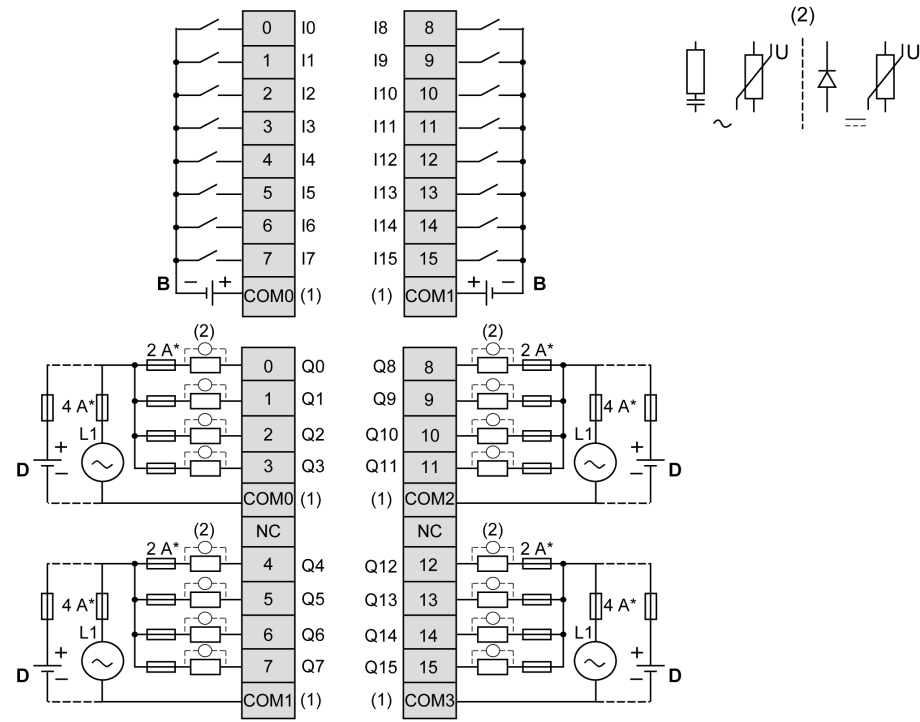 (2)
IU IU
0 I0 I8 8
1 I1 I9 9
2 I2 I10 10
3 I3 I11 11
4 I4 I12 12
5 I5 I13 13
6 I6 I14 14
7 I7 I15 15
B − + COM0 (1) (1) COM1 + − B
(2) (2)
2 A* 0 Q0 Q8 8 2 A*
4 A* 1 Q1 Q9 9 4 A*
L1 2 Q2 Q10 10 L1
D + − 3 Q3 Q11 11 + − D
COM0 (1) (1) COM2
(2) NC NC (2)
2 A* 4 Q4 Q12 12 2 A*
4 A* 5 Q5 Q13 13 4 A*
L1 6 Q6 Q14 14 L1
D + − 7 Q7 Q15 15 + − D
COM1 (1) (1) COM3